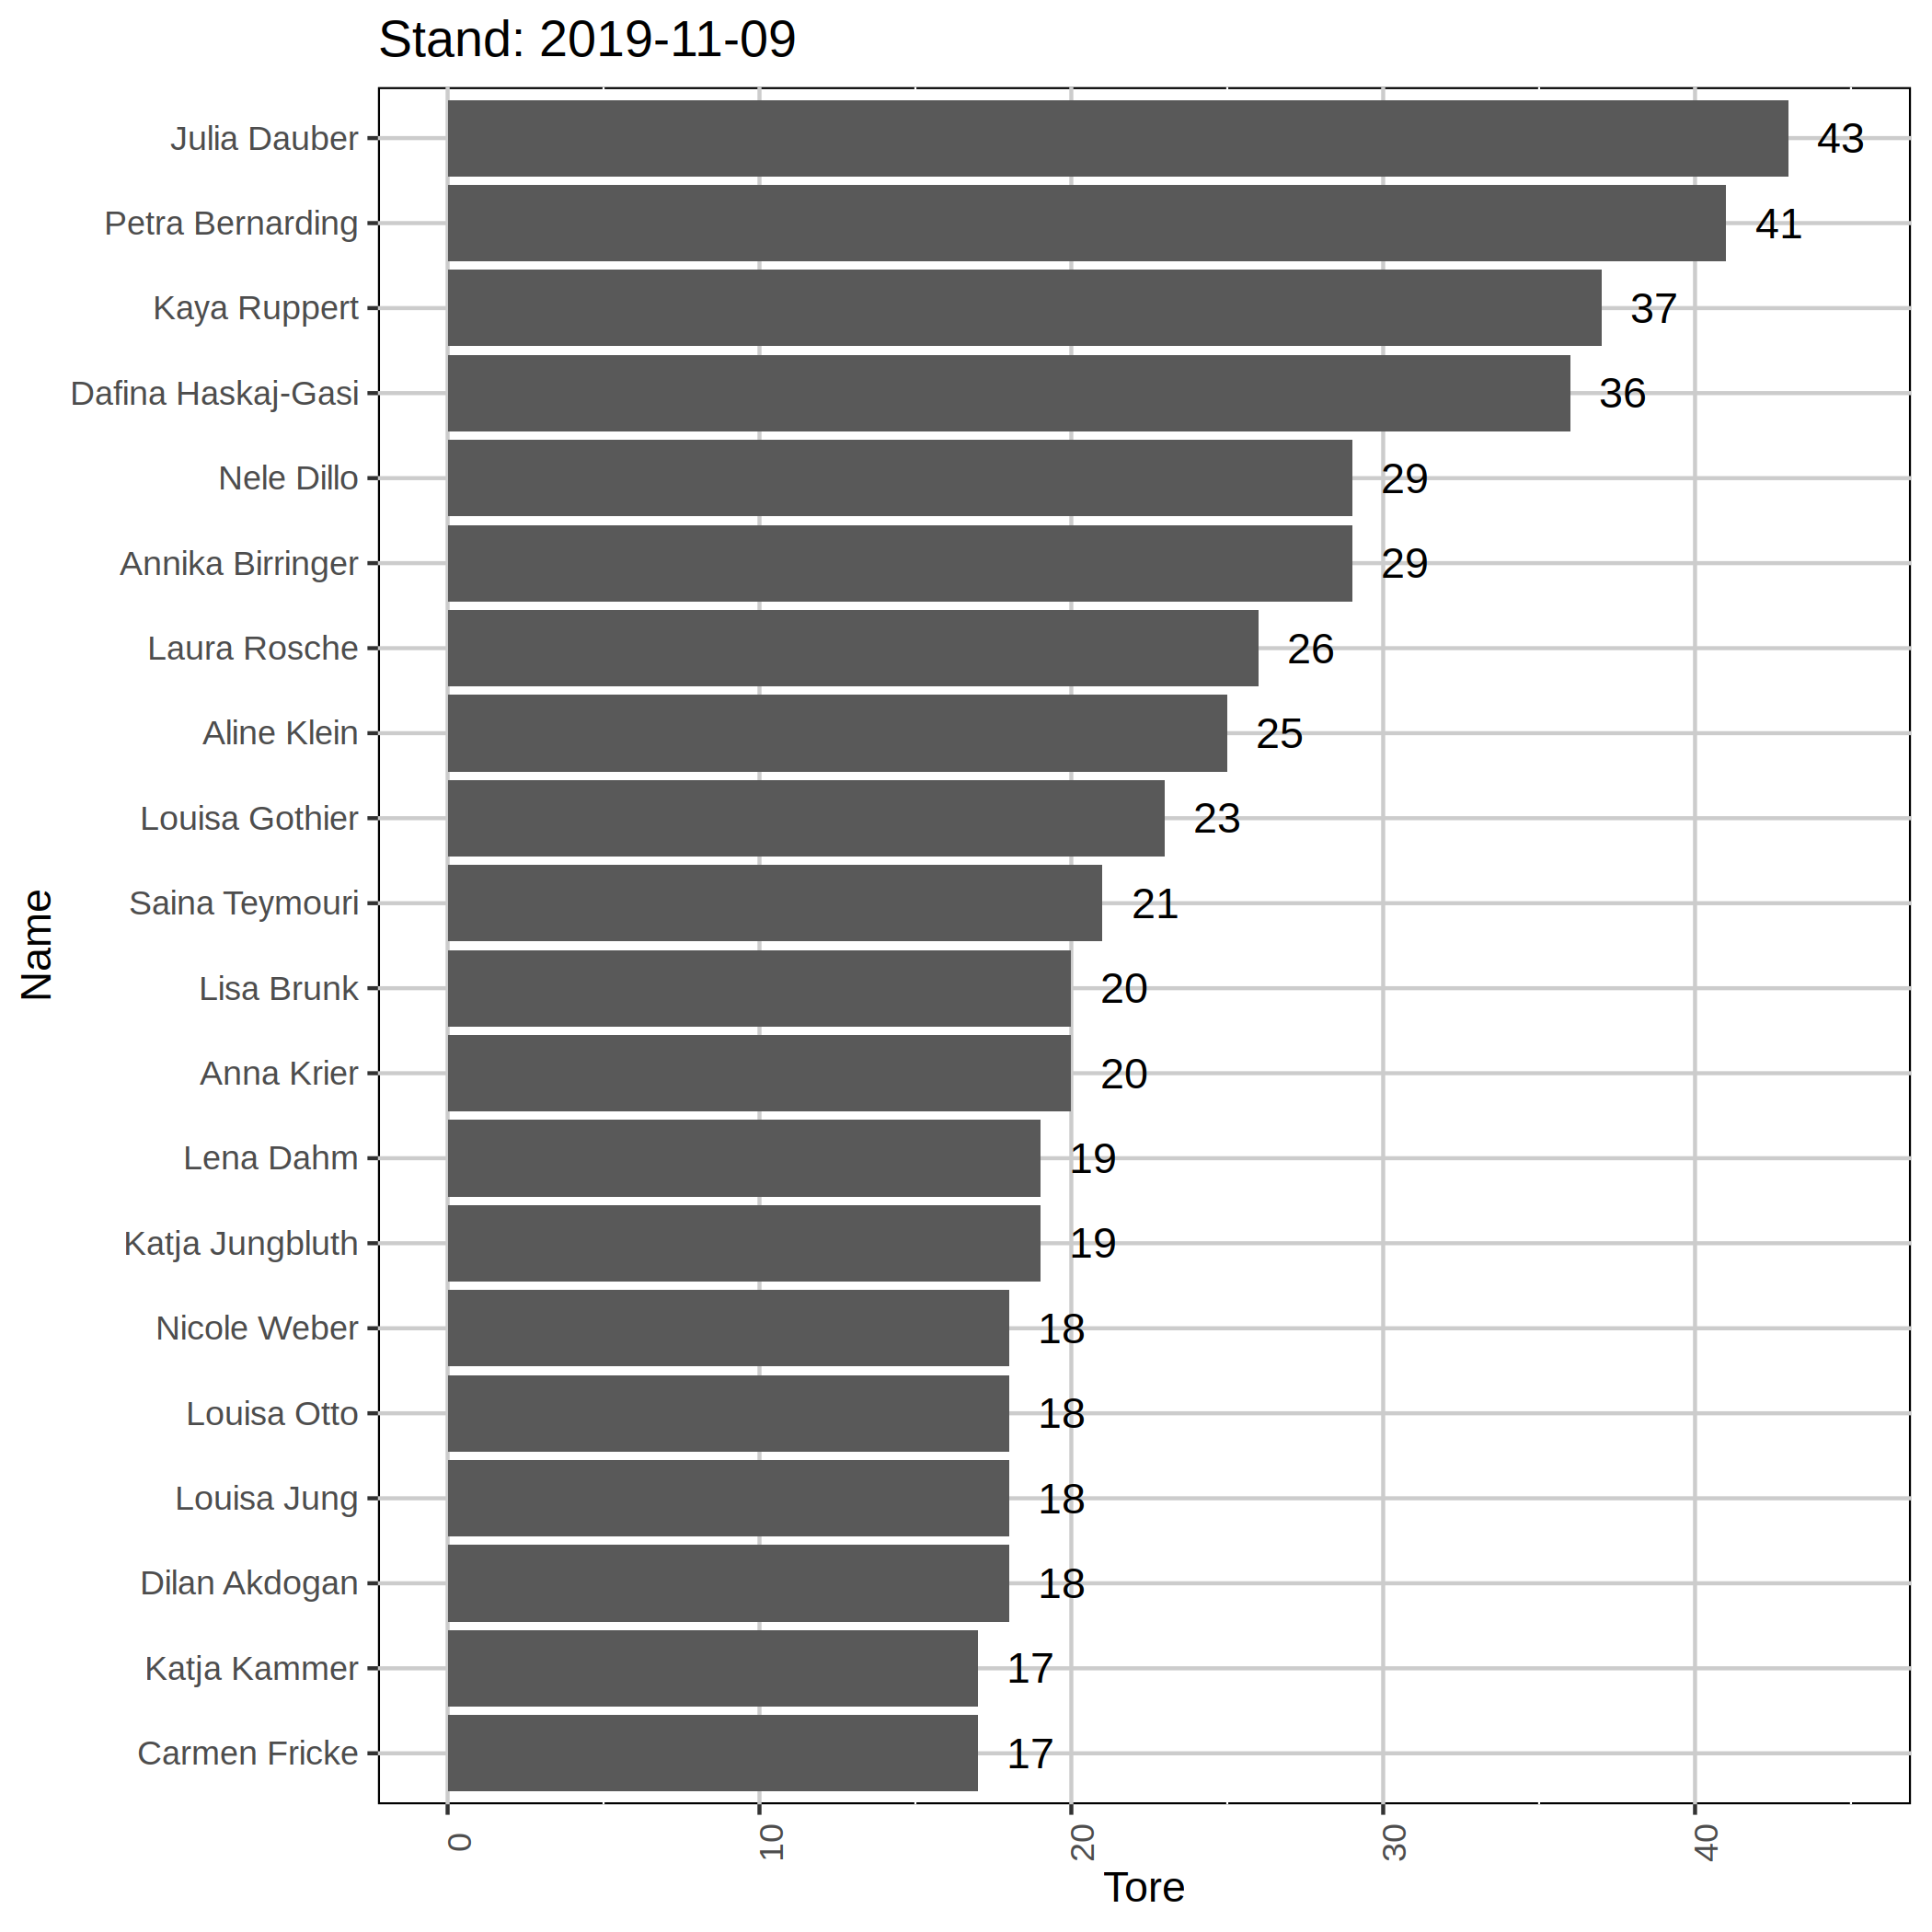 Stand: 2019-11-09
Julia Dauber 43
Petra Bernarding 41
Kaya Ruppert 37
Dafina Haskaj-Gasi 36
Nele Dillo 29
Annika Birringer 29
Laura Rosche 26
Aline Klein 25
Louisa Gothier 23
Saina Teymouri 21
Lisa Brunk 20
Anna Krier 20
Lena Dahm 19
Katja Jungbluth 19
Nicole Weber 18
Louisa Otto 18
Louisa Jung 18
Dilan Akdogan 18
Katja Kammer 17
Carmen Fricke 17
Name
0 10 20 30 40
Tore